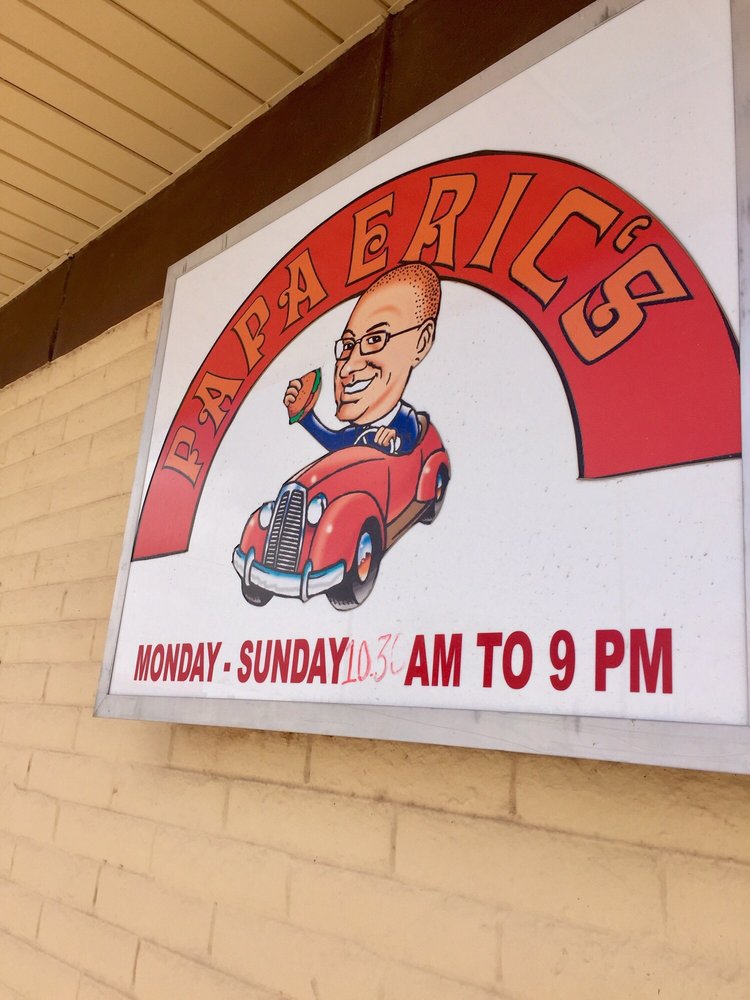 PAPA ERIC'S
MONDAY - SUNDAY 10.30 AM TO 9 PM